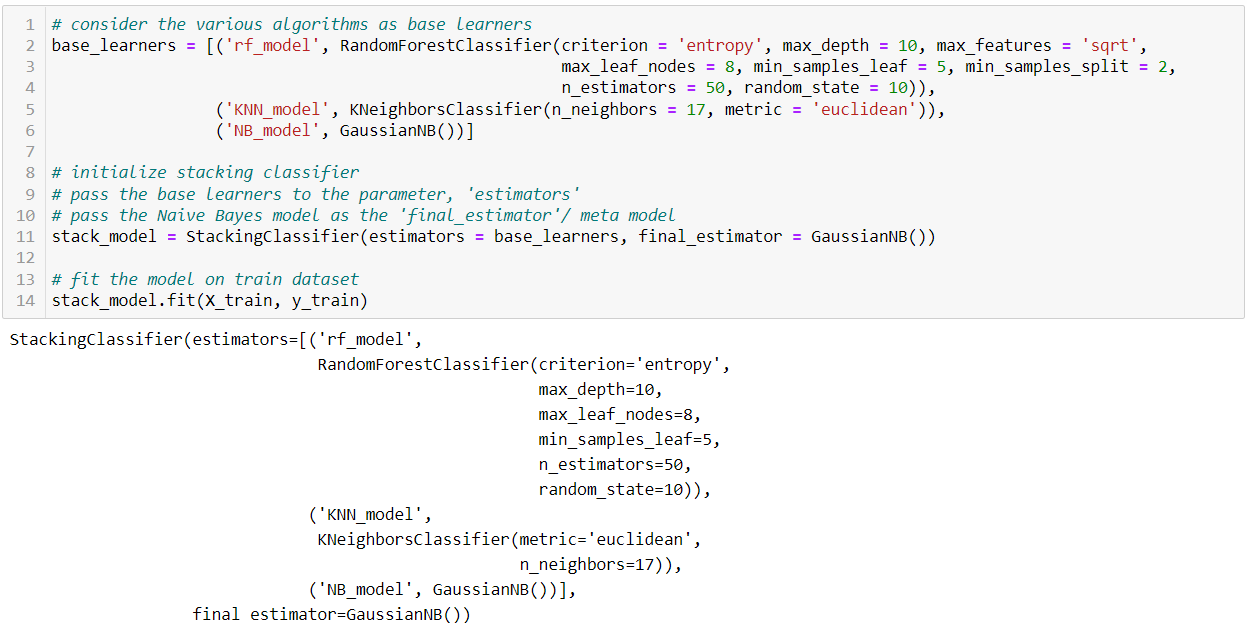 1 # consider the various algorithms as base learners
2 base_learners = [('rf_model', RandomForestClassifier(criterion = 'entropy', max_depth = 10, max_features = 'sqrt',
3 max_leaf_nodes = 8, min_samples_leaf = 5, min_samples_split = 2,
4 n_estimators = 50, random_state = 10)),
5 ('KNN_model', KNeighborsClassifier(n_neighbors = 17, metric = 'euclidean')),
6 ('NB_model', GaussianNB())]
7
8 # initialize stacking classifier
9 # pass the base learners to the parameter, 'estimators'
10 # pass the Naive Bayes model as the 'final_estimator'/ meta model
11 stack_model = StackingClassifier(estimators = base_learners, final_estimator = GaussianNB())
12
13 # fit the model on train dataset
14 stack_model.fit(X_train, y_train)
StackingClassifier(estimators=[('rf_model',
RandomForestClassifier(criterion='entropy',
max_depth=10,
max_leaf_nodes=8,
min_samples_leaf=5,
n_estimators=50,
random_state=10)),
('KNN_model',
KNeighborsClassifier(metric='euclidean',
n_neighbors=17)),
('NB_model', GaussianNB())],
final estimator=GaussianNB())